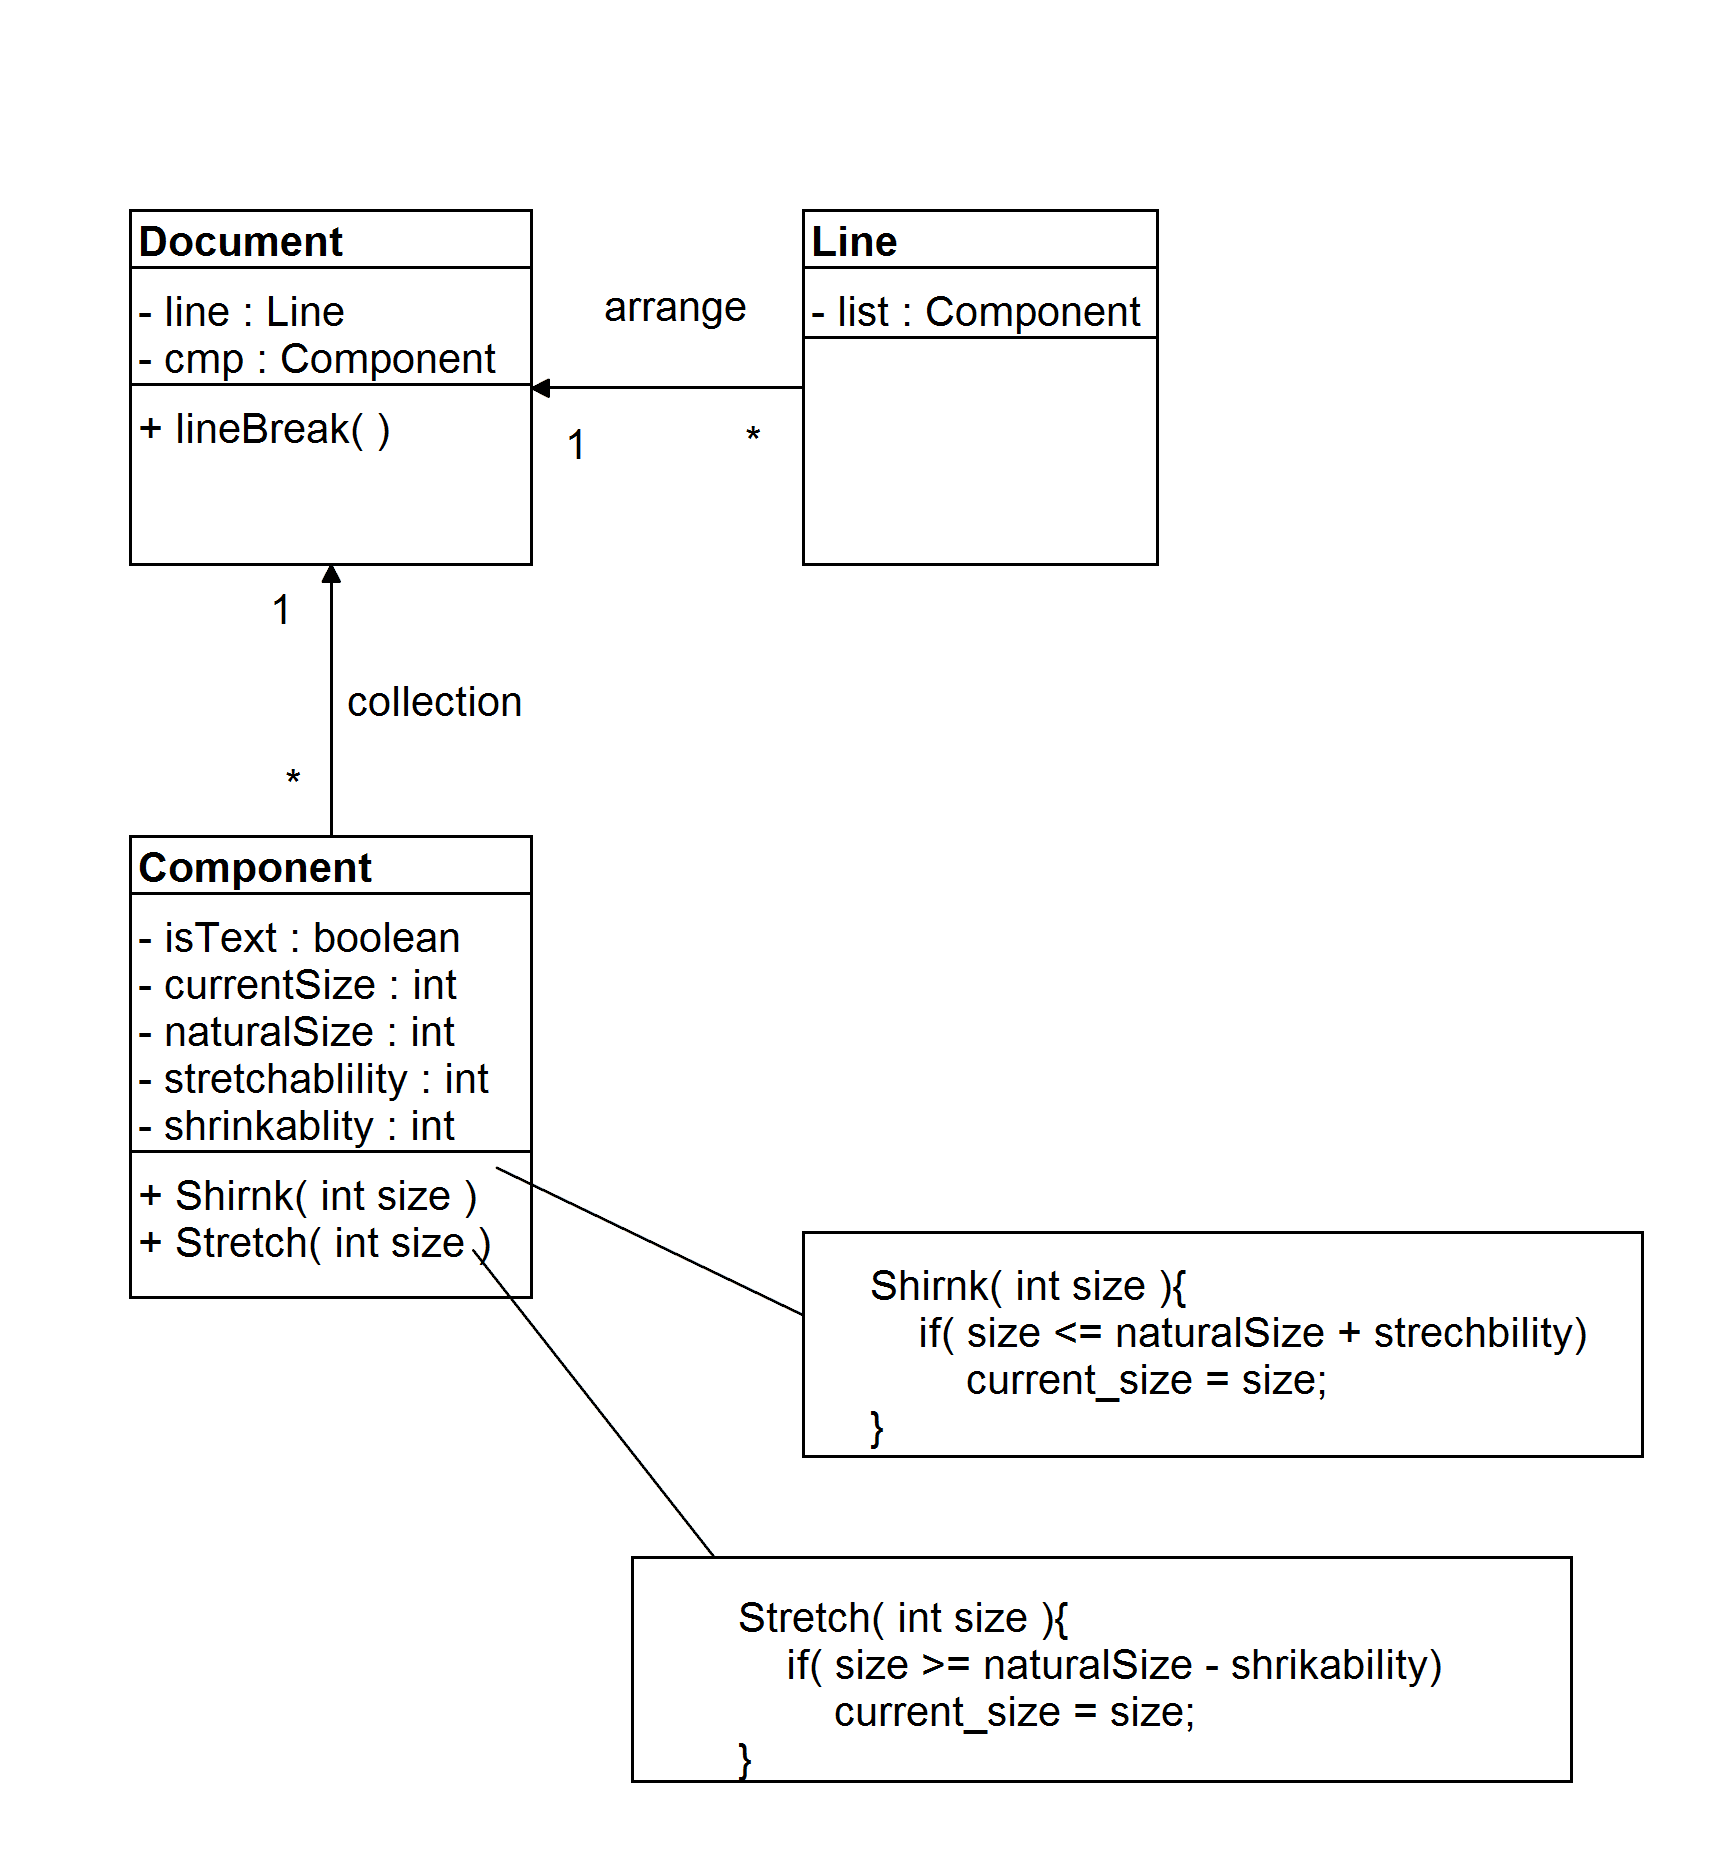 Document
- line : Line
- cmp : Component
+ lineBreak( )
arrange
1
*
Line
- list : Component
1
collection
*
Component
- isText : boolean
- currentSize : int
- naturalSize : int
- stretchablility : int
- shrinkablity : int
+ Shirnk( int size )
+ Stretch( int size )
Shirnk( int size ){
if( size <= naturalSize + strechbility)
current_size = size;
}
Stretch( int size ){
if( size >= naturalSize - shrikability)
current_size = size;
}